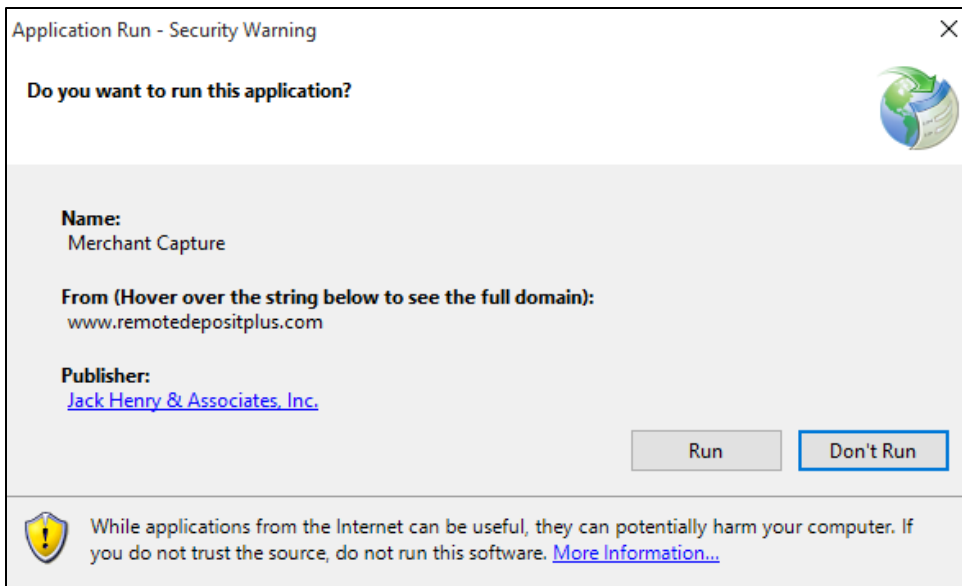 Application Run - Security Warning
Do you want to run this application?
Name:
Merchant Capture
From (Hover over the string below to see the full domain):
www.remotedepositplus.com
Publisher:
Jack Henry & Associates, Inc.
Run
Don't Run
While applications from the Internet can be useful, they can potentially harm your computer. If
you do not trust the source, do not run this software. More Information...